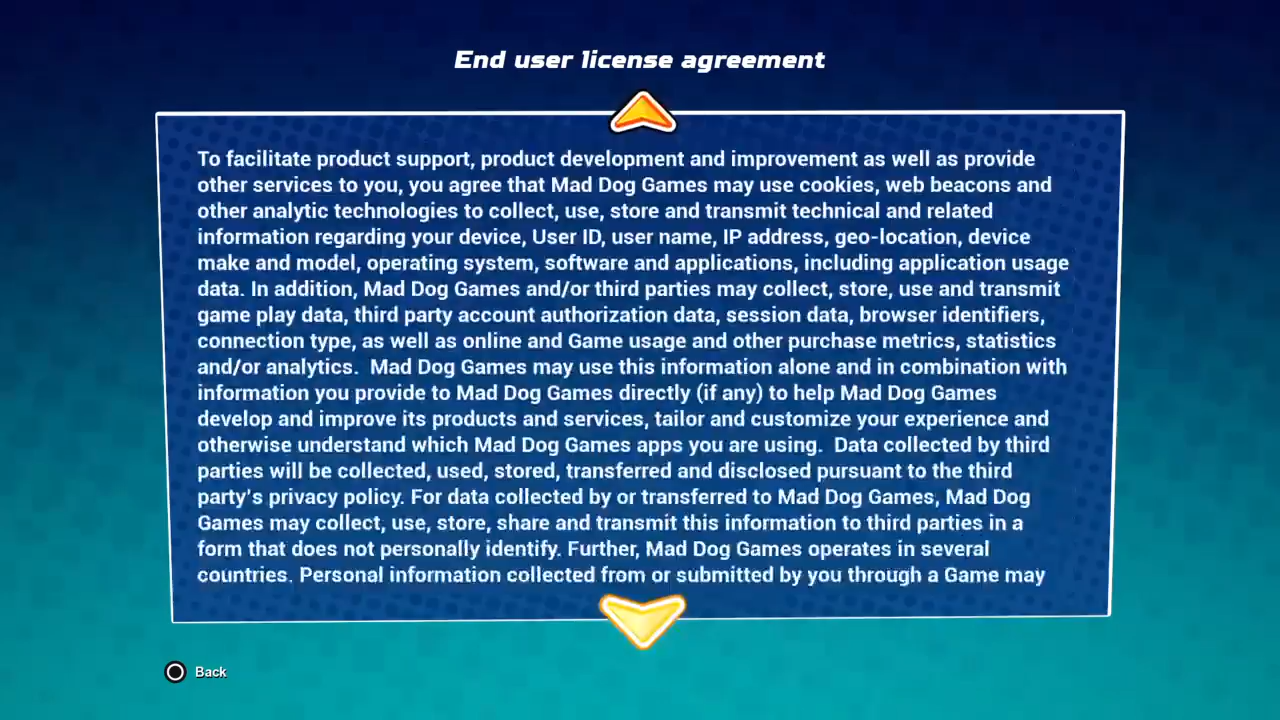 End user license agreement
To facilitate product support, product development and improvement as well as provide
other services to you, you agree that Mad Dog Games may use cookies, web beacons and
other analytic technologies to collect, use, store and transmit technical and related
information regarding your device, User ID, user name, IP address, geo-location, device
make and model, operating system, software and applications, including application usage
data. In addition, Mad Dog Games and/or third parties may collect, store, use and transmit
game play data, third party account authorization data, session data, browser identifiers,
connection type, as well as online and Game usage and other purchase metrics, statistics
and/or analytics.  Mad Dog Games may use this information alone and in combination with
information you provide to Mad Dog Games directly (if any) to help Mad Dog Games
develop and improve its products and services, tailor and customize your experience and
otherwise understand which Mad Dog Games apps you are using.  Data collected by third
parties will be collected, used, stored, transferred and disclosed pursuant to the third
party's privacy policy. For data collected by or transferred to Mad Dog Games, Mad Dog
Games may collect, use, store, share and transmit this information to third parties in a
form that does not personally identify. Further, Mad Dog Games operates in several
countries. Personal information collected from or submitted by you through a Game may
Back